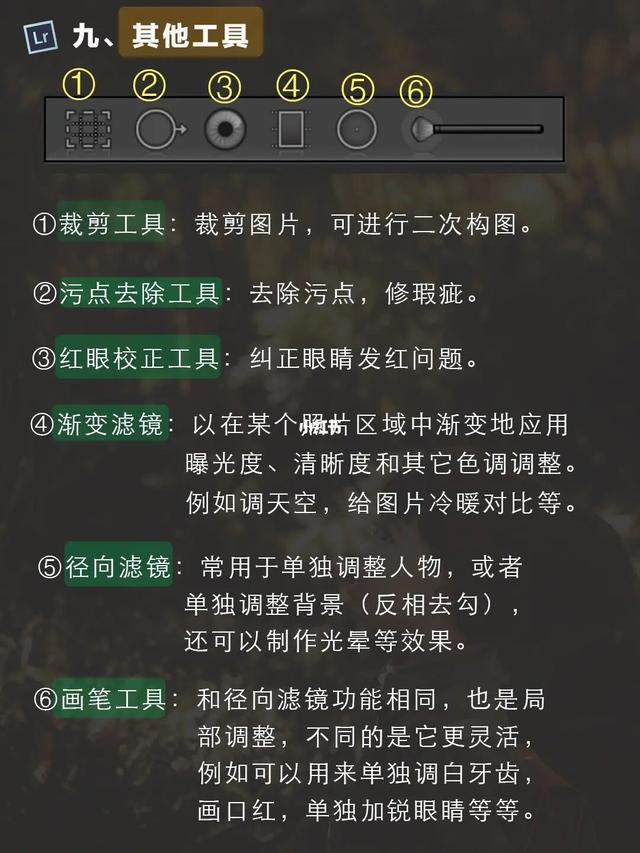 Lr 九、其他工具
① ② ③ ④ ⑤ ⑥
①裁剪工具：裁剪图片，可进行二次构图。
②污点去除工具：去除污点，修瑕疵。
③红眼校正工具：纠正眼睛发红问题。
④渐变滤镜：以在某个照片区域中渐变地应用
曝光度、清晰度和其它色调调整。
例如调天空，给图片冷暖对比等。
⑤径向滤镜：常用于单独调整人物，或者
单独调整背景（反相去勾），
还可以制作光晕等效果。
⑥画笔工具：和径向滤镜功能相同，也是局
部调整，不同的是它更灵活，
例如可以用来单独调白牙齿，
画口红，单独加锐眼睛等等。
小红书